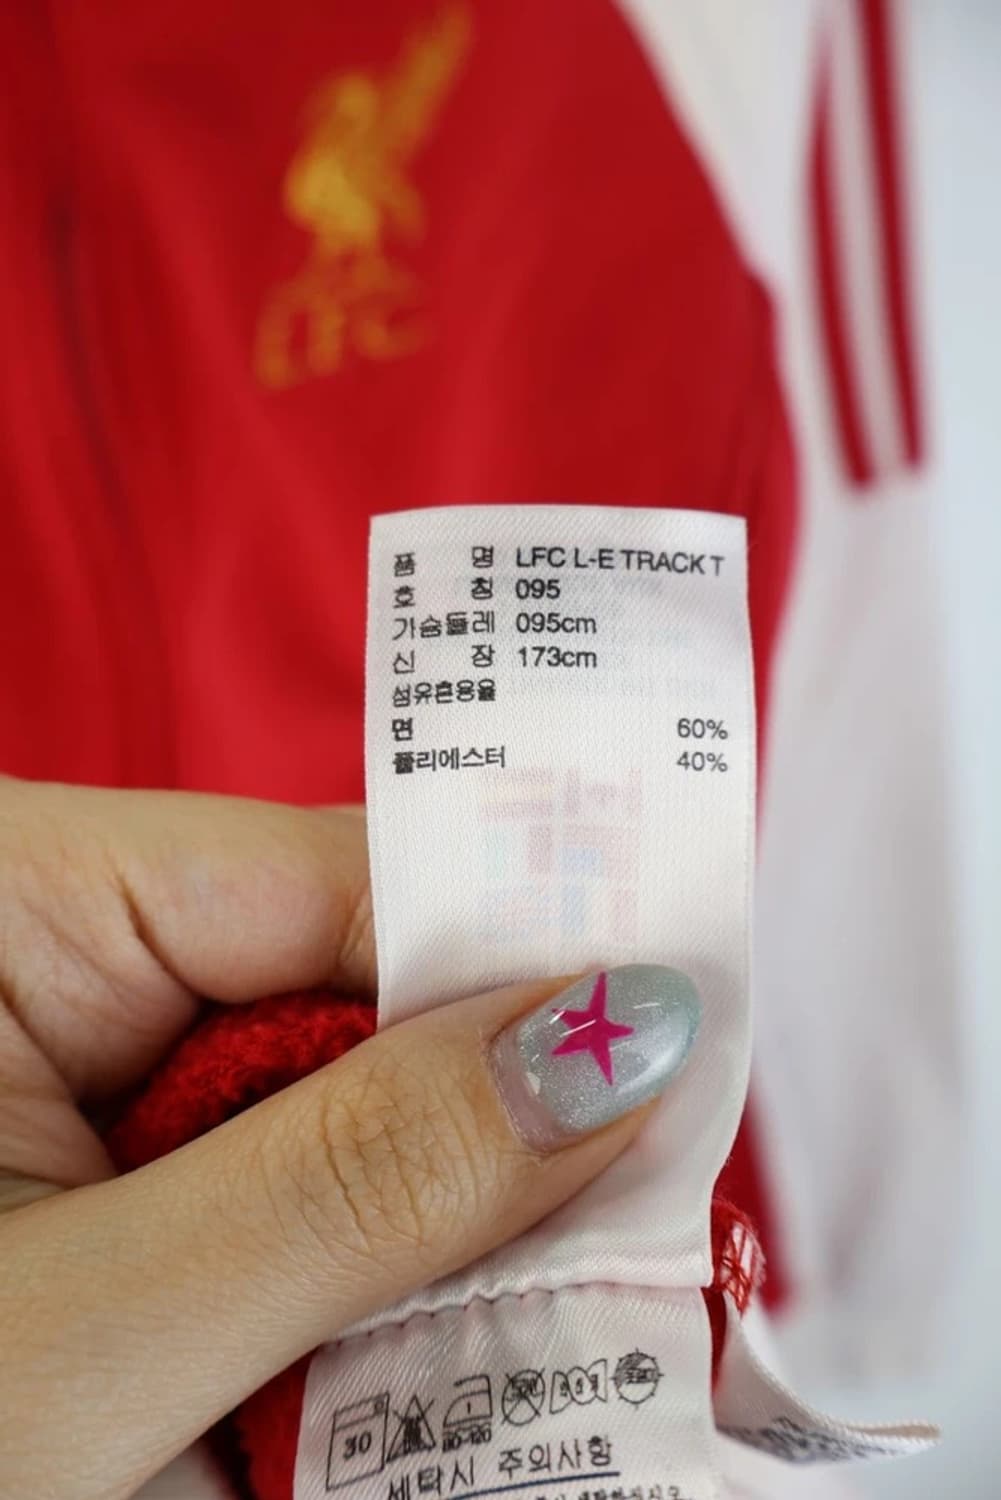 LFC
품 명 LFC L-E TRACK T
호 칭 095
가슴둘레 095cm
신 장 173cm
섬유혼용율
면 60%
폴리에스터 40%
30
세탁시 주의사항